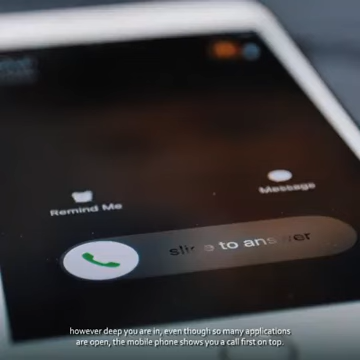 Remind Me
Message
slide to answer
however deep you are in, even though so many applications
are open, the mobile phone shows you a call first on top.